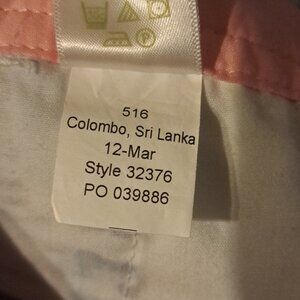 516
Colombo, Sri Lanka
12-Mar
Style 32376
PO 039886